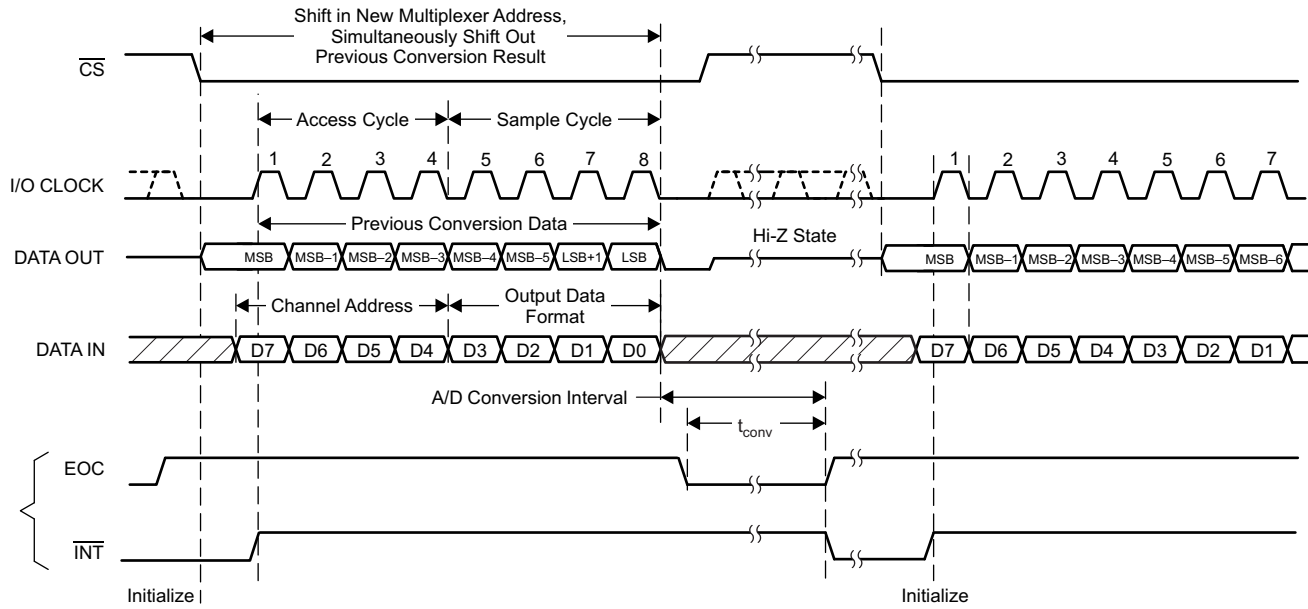 Shift in New Multiplexer Address,
Simultaneously Shift Out
Previous Conversion Result
CS
Access Cycle
Sample Cycle
1 2 3 4 5 6 7 8 1 2 3 4 5 6 7
I/O CLOCK
Previous Conversion Data
Hi-Z State
DATA OUT
MSB MSB–1 MSB–2 MSB–3 MSB–4 MSB–5 LSB+1 LSB MSB MSB–1 MSB–2 MSB–3 MSB–4 MSB–5 MSB–6
Channel Address
Output Data
Format
DATA IN
D7 D6 D5 D4 D3 D2 D1 D0 D7 D6 D5 D4 D3 D2 D1
A/D Conversion Interval
tconv
EOC
INT
Initialize
Initialize